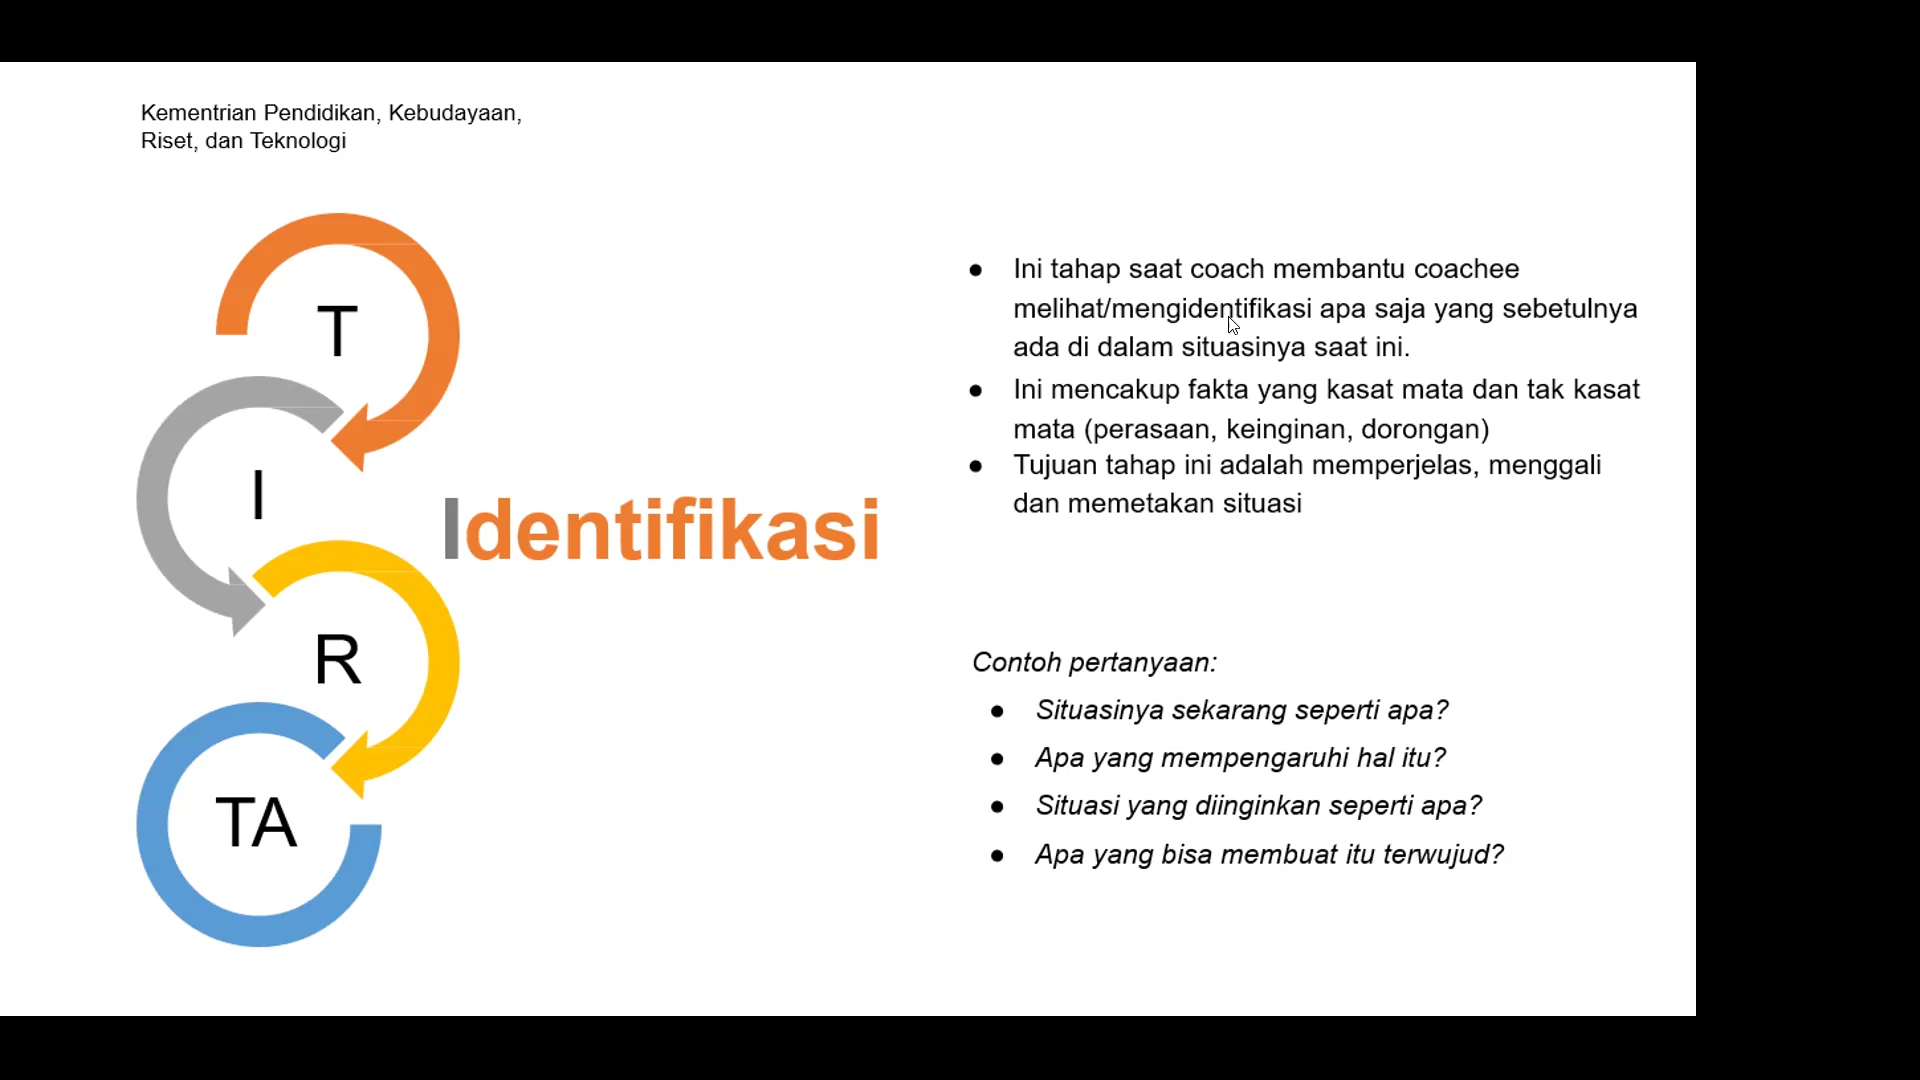 Kementrian Pendidikan, Kebudayaan,
Riset, dan Teknologi
T
I
R
TA
Identifikasi
● Ini tahap saat coach membantu coachee
melihat/mengidentifikasi apa saja yang sebetulnya
ada di dalam situasinya saat ini.
● Ini mencakup fakta yang kasat mata dan tak kasat
mata (perasaan, keinginan, dorongan)
● Tujuan tahap ini adalah memperjelas, menggali
dan memetakan situasi
Contoh pertanyaan:
● Situasinya sekarang seperti apa?
● Apa yang mempengaruhi hal itu?
● Situasi yang diinginkan seperti apa?
● Apa yang bisa membuat itu terwujud?